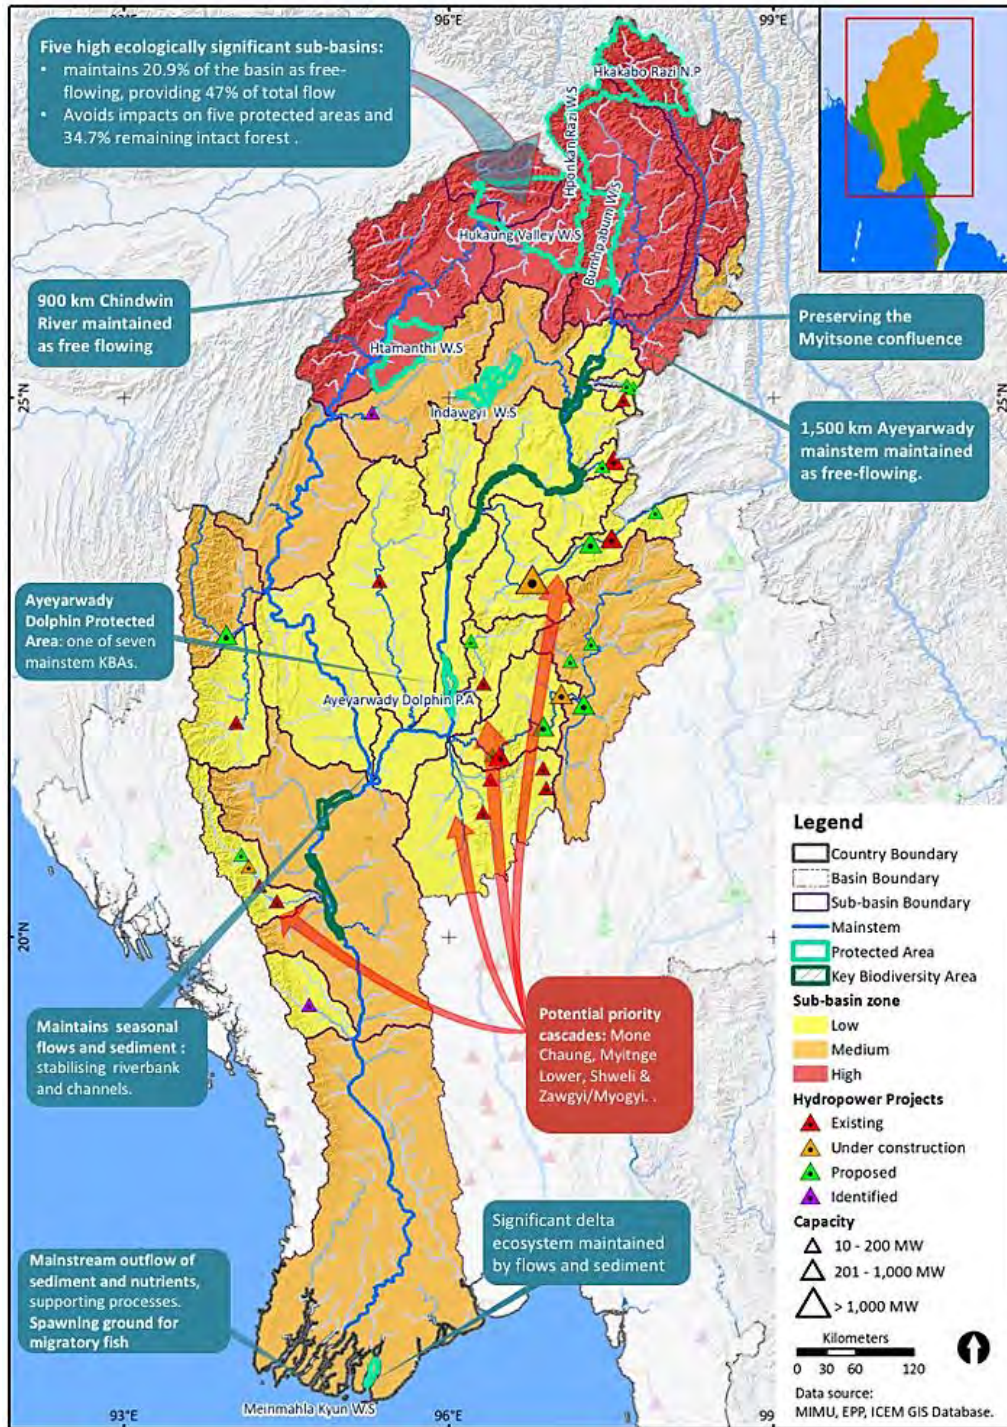 96°E
99°E
Five high ecologically significant sub-basins:
• maintains 20.9% of the basin as free-
flowing, providing 47% of total flow
• Avoids impacts on five protected areas and
34.7% remaining intact forest .
Hkakabo Razi N.P
Hponkan Razi W.S
Hukaung Valley W.S
Bumhpabum W.S
900 km Chindwin
River maintained
as free flowing
Preserving the
Myitsone confluence
Htamanthi W.S
25°N
25°N
Indawgyi W.S
1,500 km Ayeyarwady
mainstem maintained
as free-flowing.
Ayeyarwady
Dolphin Protected
Area: one of seven
mainstem KBAs.
Ayeyarwady Dolphin P.A
20°N
Maintains seasonal
flows and sediment :
stabilising riverbank
and channels.
Potential priority
cascades: Mone
Chaung, Myitnge
Lower, Shweli &
Zawgyi/Myogyi. .
Legend
Country Boundary
Basin Boundary
Sub-basin Boundary
Mainstem
Protected Area
Key Biodiversity Area
Sub-basin zone
Low
Medium
High
Hydropower Projects
Existing
Under construction
Proposed
Identified
Capacity
10 - 200 MW
201 - 1,000 MW
> 1,000 MW
Kilometers
0 30 60 120
Data source:
MIMU, EPP, ICEM GIS Database.
Significant delta
ecosystem maintained
by flows and sediment
Mainstream outflow of
sediment and nutrients,
supporting processes.
Spawning ground for
migratory fish
Meinmahla Kyun W.S
93°E
96°E
99